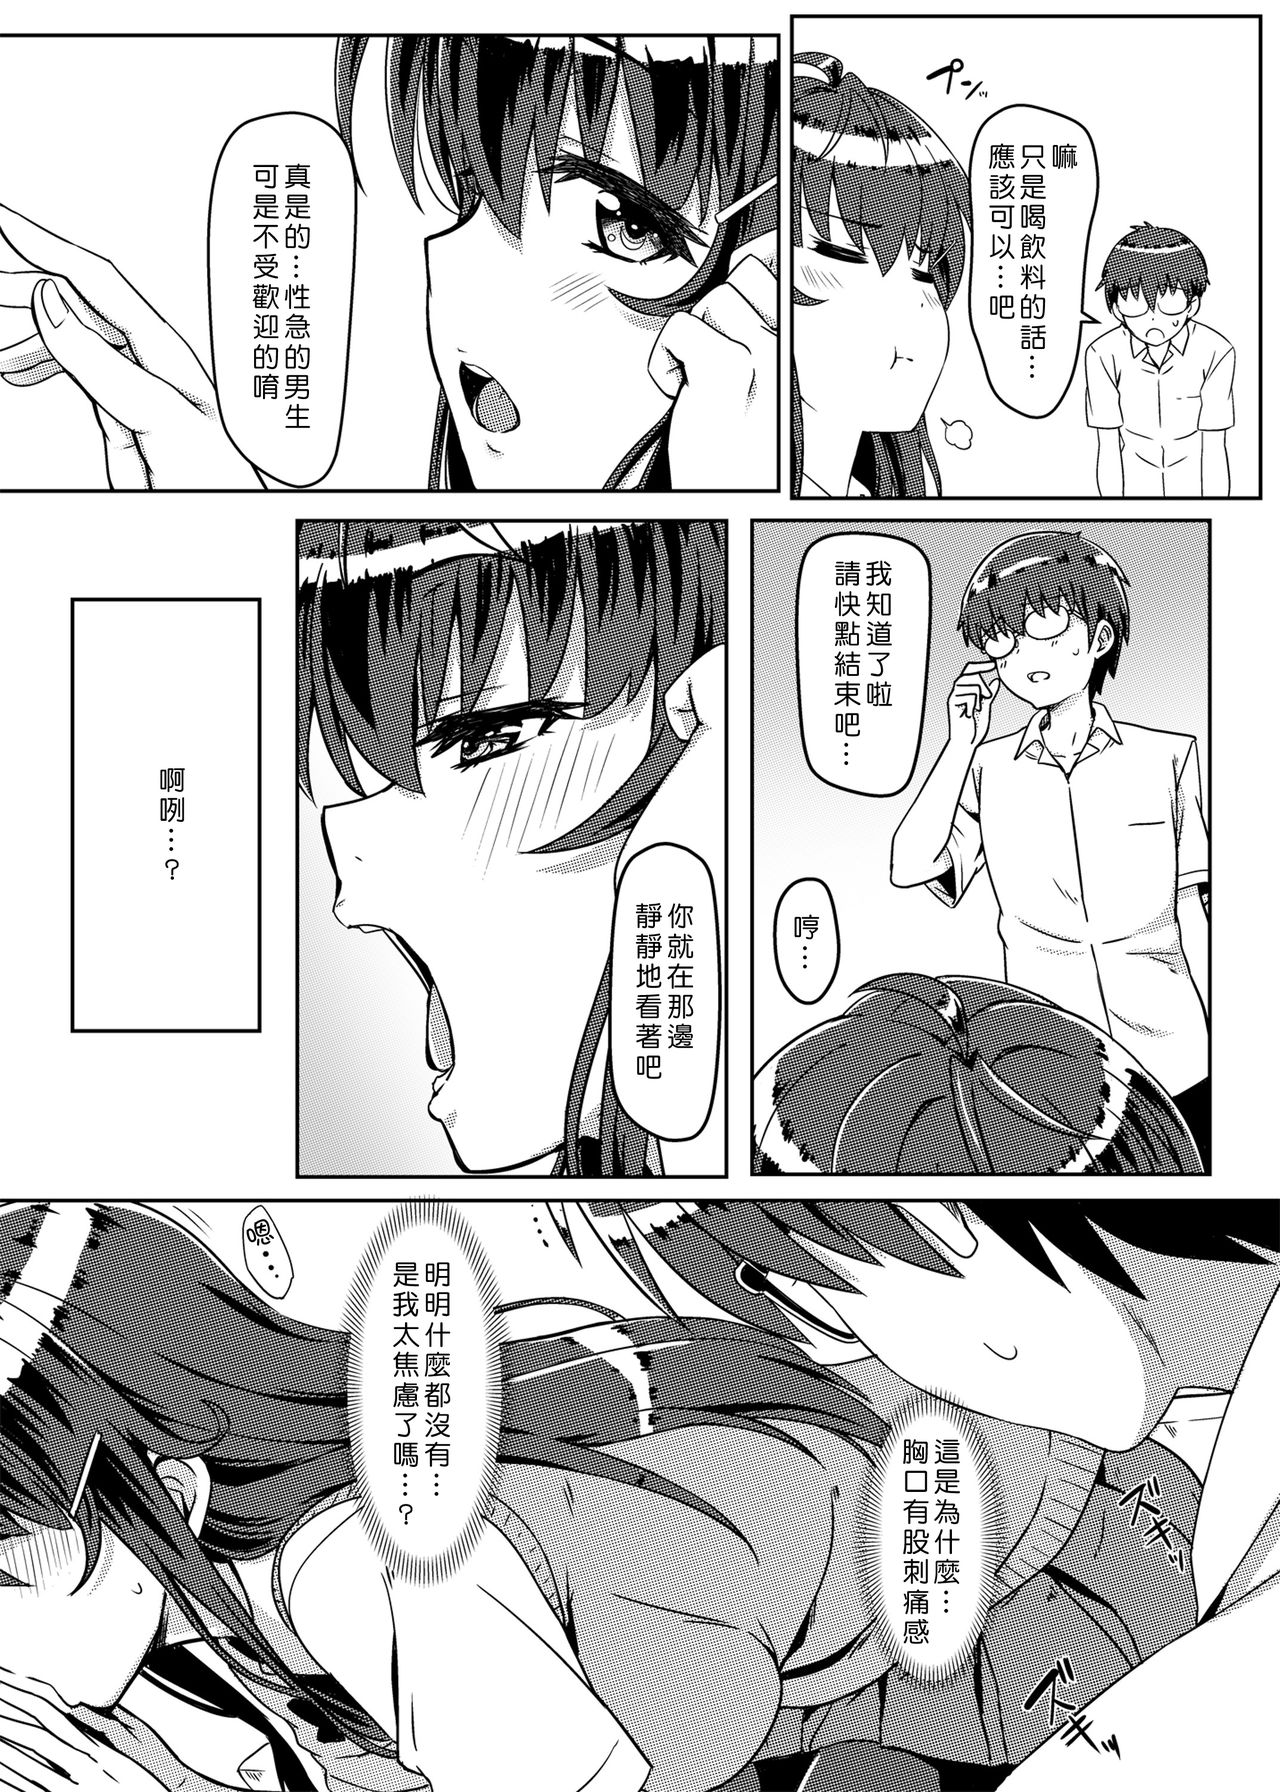 ペンッ
嘛
只是喝飲料的話…
應該可以…吧
真是的…性急的男生
可是不受歡迎的唷
我知道了啦
請快點結束吧…
哼…
你就在那邊
靜靜地看著吧
啊咧…？
這是為什麼…
胸口有股刺痛感
ズキッ
ズキッ
…
明明什麼都沒有…
是我太焦慮了嗎…？
嗯…